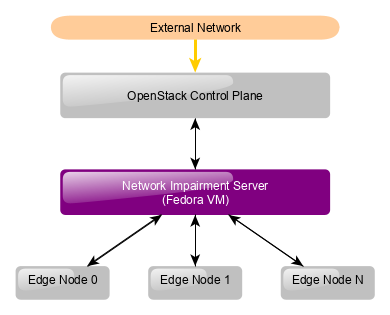 External Network
OpenStack Control Plane
Network Impairment Server
(Fedora VM)
Edge Node 0
Edge Node 1
Edge Node N